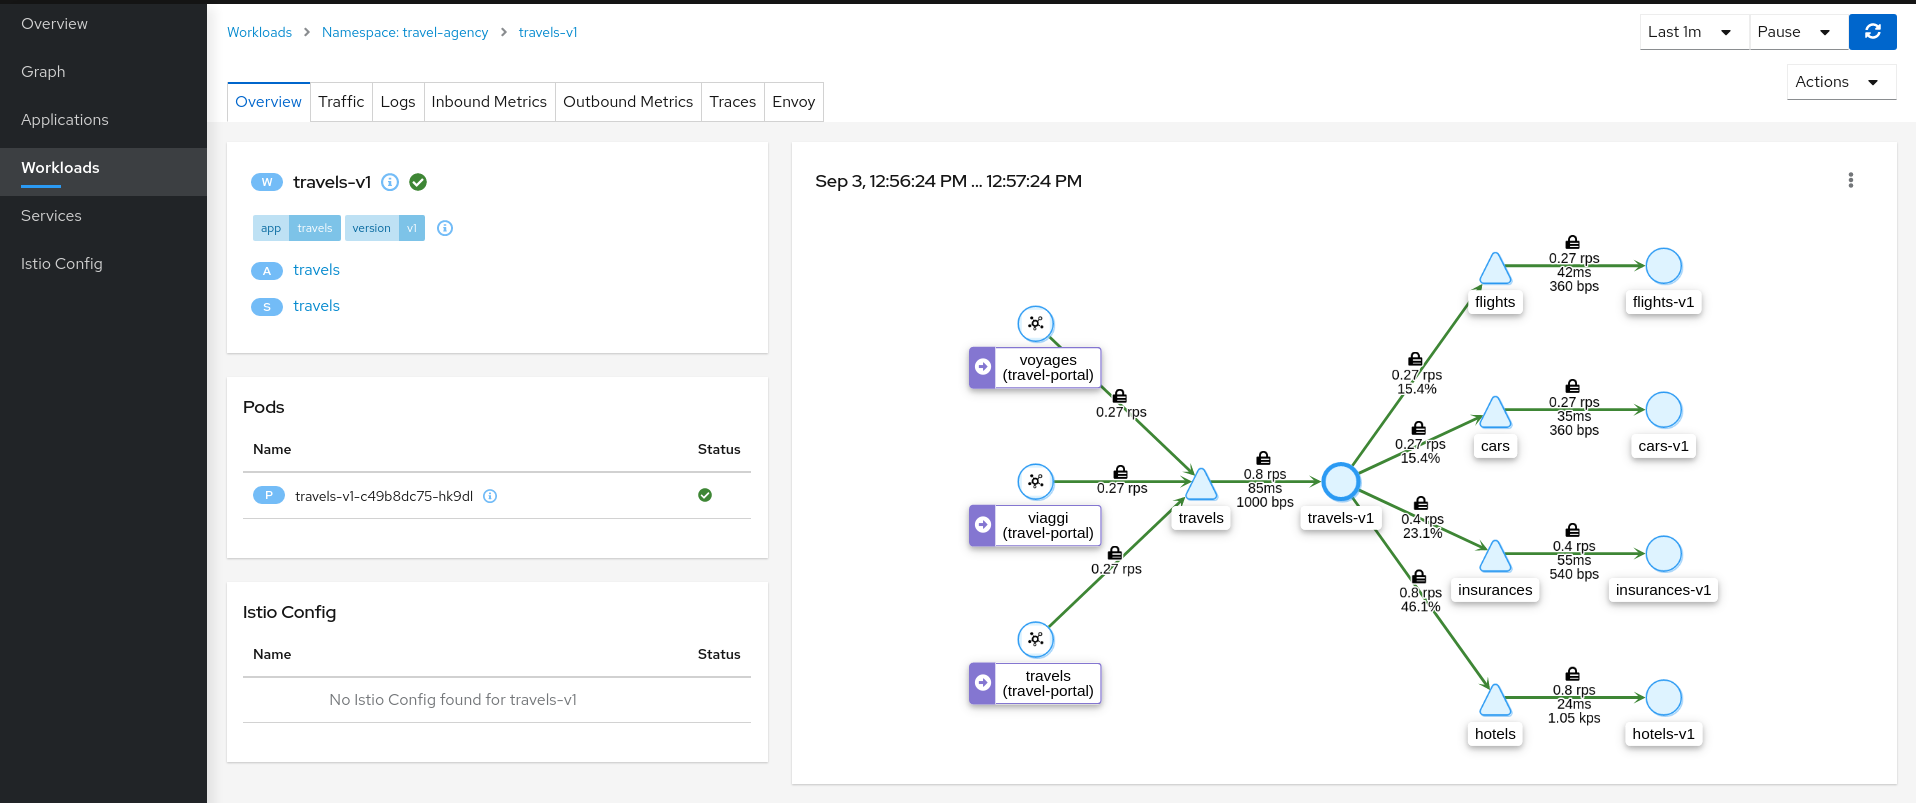 Overview
Graph
Applications
Workloads
Services
Istio Config
Workloads > Namespace: travel-agency > travels-v1
Last 1m
Pause
Actions
Overview Traffic Logs Inbound Metrics Outbound Metrics Traces Envoy
W travels-v1
app travels version v1
A travels
S travels
Pods
Name Status
P travels-v1-c49b8dc75-hk9dl
Istio Config
Name Status
No Istio Config found for travels-v1
Sep 3, 12:56:24 PM ... 12:57:24 PM
voyages
(travel-portal)
0.27 rps
viaggi
(travel-portal)
0.27 rps
travels
(travel-portal)
0.27 rps
travels
0.8 rps
85ms
1000 bps
travels-v1
0.27 rps
15.4%
0.27 rps
15.4%
0.4 rps
23.1%
0.8 rps
46.1%
flights
0.27 rps
42ms
360 bps
flights-v1
cars
0.27 rps
35ms
360 bps
cars-v1
insurances
0.4 rps
55ms
540 bps
insurances-v1
hotels
0.8 rps
24ms
1.05 kps
hotels-v1